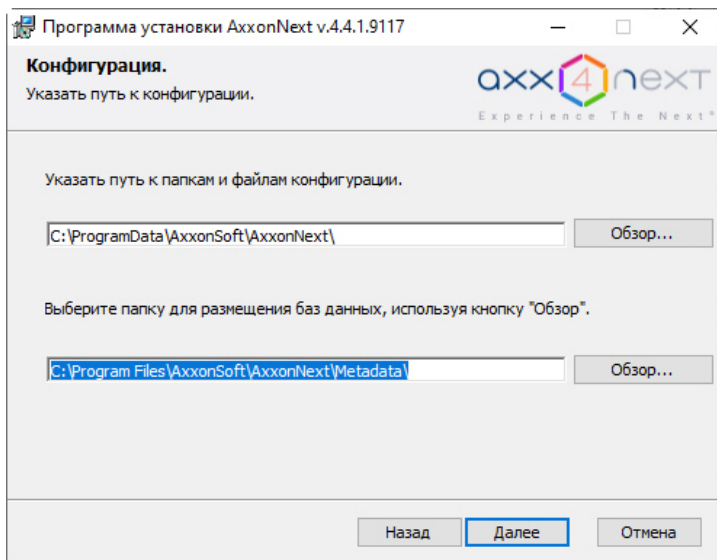 Программа установки AxxonNext v.4.4.1.9117
Конфигурация.
Указать путь к конфигурации.
axx4next
Experience The Next®
Указать путь к папкам и файлам конфигурации.
C:\ProgramData\AxxonSoft\AxxonNext\
Обзор...
Выберите папку для размещения баз данных, используя кнопку "Обзор".
C:\Program Files\AxxonSoft\AxxonNext\Metadata\
Обзор...
Назад
Далее
Отмена